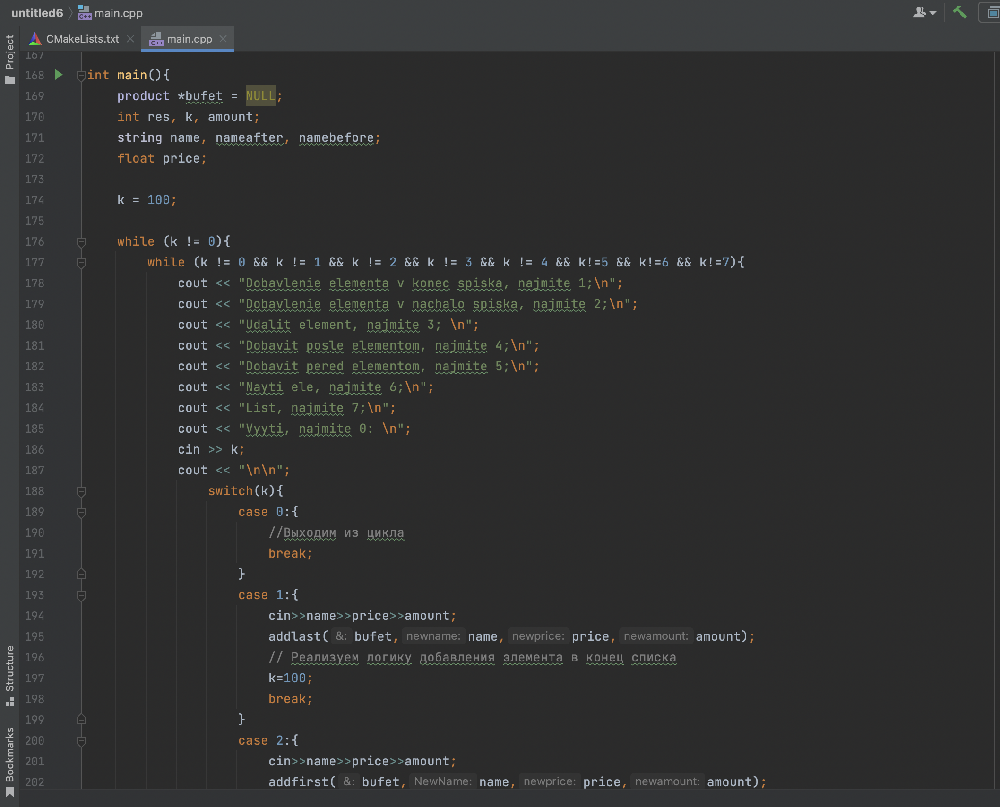 untitled6 main.cpp
CMakeLists.txt main.cpp
Project
167
168 int main(){
169 product *bufet = NULL;
170 int res, k, amount;
171 string name, nameafter, namebefore;
172 float price;
173
174 k = 100;
175
176 while (k != 0){
177 while (k != 0 && k != 1 && k != 2 && k != 3 && k != 4 && k!=5 && k!=6 && k!=7){
178 cout << "Dobavlenie elementa v konec spiska, najmite 1;\n";
179 cout << "Dobavlenie elementa v nachalo spiska, najmite 2;\n";
180 cout << "Udalit element, najmite 3; \n";
181 cout << "Dobavit posle elementom, najmite 4;\n";
182 cout << "Dobavit pered elementom, najmite 5;\n";
183 cout << "Nayti ele, najmite 6;\n";
184 cout << "List, najmite 7;\n";
185 cout << "Vyyti, najmite 0: \n";
186 cin >> k;
187 cout << "\n\n";
188 switch(k){
189 case 0:{
190 //Выходим из цикла
191 break;
192 }
193 case 1:{
194 cin>>name>>price>>amount;
195 addlast( &: bufet, newname: name, newprice: price, newamount: amount);
196 // Реализуем логику добавления элемента в конец списка
197 k=100;
198 break;
199 }
200 case 2:{
201 cin>>name>>price>>amount;
202 addfirst( &: bufet, NewName: name, newprice: price, newamount: amount);
Structure
Bookmarks